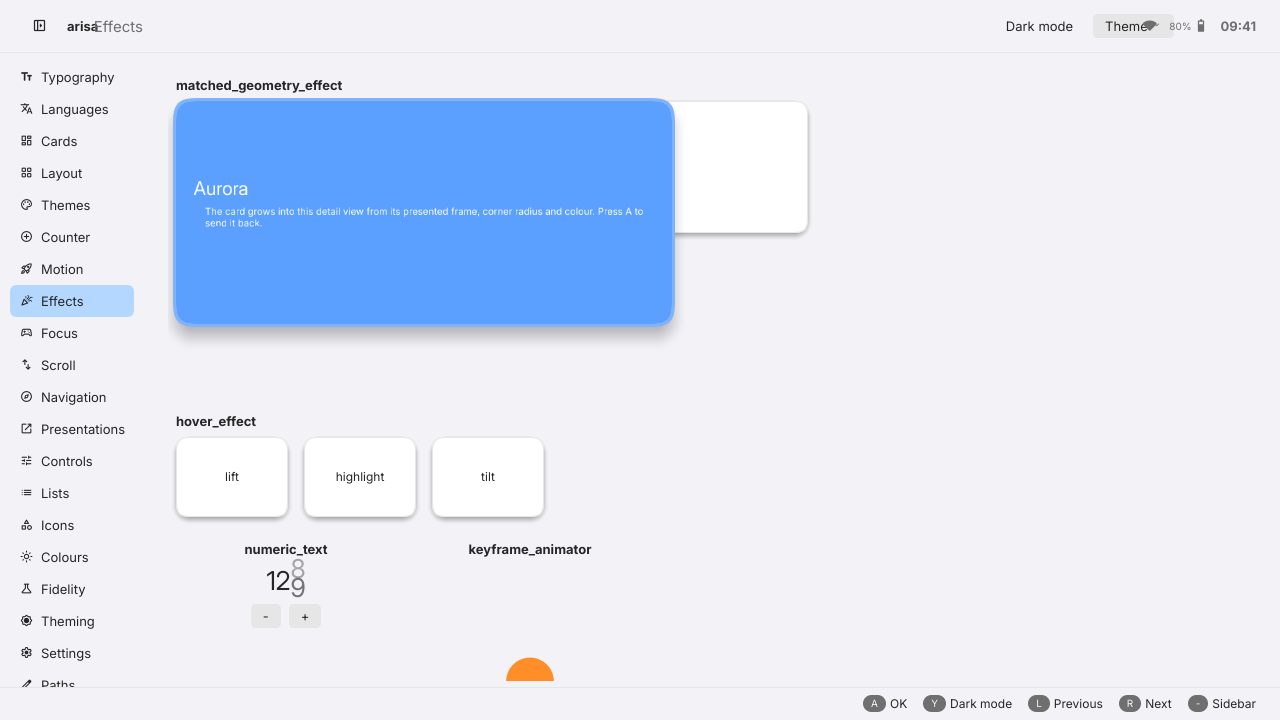 arisa Effects
Dark mode
Theme
80%
09:41
Typography
Languages
Cards
Layout
Themes
Counter
Motion
Effects
Focus
Scroll
Navigation
Presentations
Controls
Lists
Icons
Colours
Fidelity
Theming
Settings
Paths
matched_geometry_effect
Aurora
The card grows into this detail view from its presented frame, corner radius and colour. Press A to
send it back.
hover_effect
lift
highlight
tilt
numeric_text
keyframe_animator
12
8
9
-
+
A OK
Y Dark mode
L Previous
R Next
- Sidebar